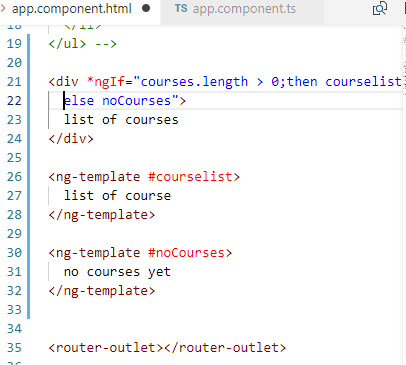 app.component.html
TS app.component.ts
18 </li>
19 </ul> -->
20
21 <div *ngIf="courses.length > 0;then courselist
22 else noCourses">
23 list of courses
24 </div>
25
26 <ng-template #courselist>
27 list of course
28 </ng-template>
29
30 <ng-template #noCourses>
31 no courses yet
32 </ng-template>
33
34
35 <router-outlet></router-outlet>
36